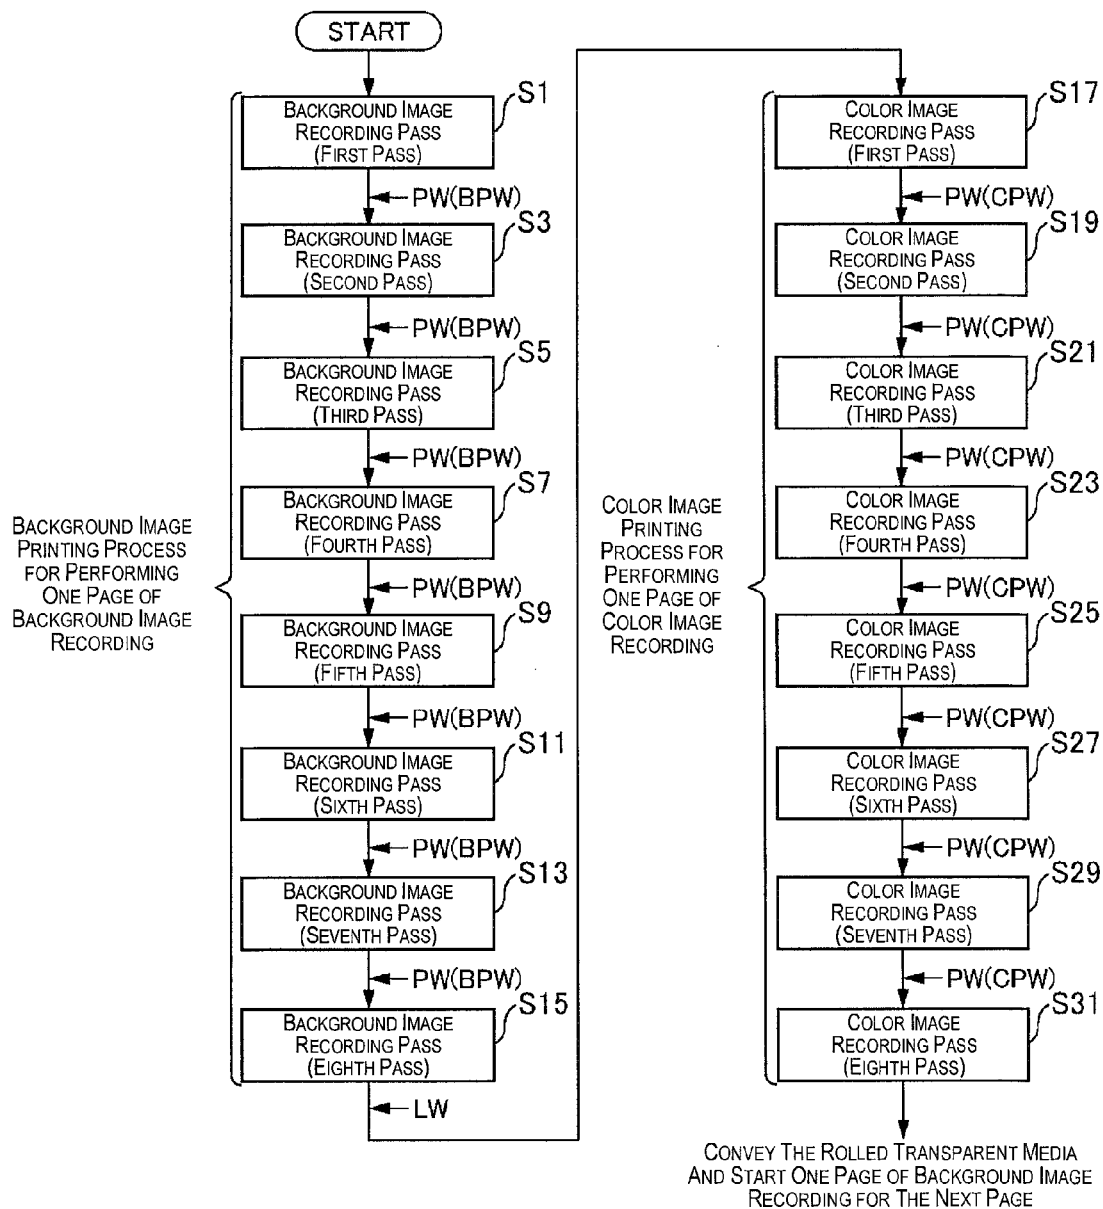 START
BACKGROUND IMAGE
PRINTING PROCESS
FOR PERFORMING
ONE PAGE OF
BACKGROUND IMAGE
RECORDING
S1
BACKGROUND IMAGE
RECORDING PASS
(FIRST PASS)
PW(BPW)
S3
BACKGROUND IMAGE
RECORDING PASS
(SECOND PASS)
PW(BPW)
S5
BACKGROUND IMAGE
RECORDING PASS
(THIRD PASS)
PW(BPW)
S7
BACKGROUND IMAGE
RECORDING PASS
(FOURTH PASS)
PW(BPW)
S9
BACKGROUND IMAGE
RECORDING PASS
(FIFTH PASS)
PW(BPW)
S11
BACKGROUND IMAGE
RECORDING PASS
(SIXTH PASS)
PW(BPW)
S13
BACKGROUND IMAGE
RECORDING PASS
(SEVENTH PASS)
PW(BPW)
S15
BACKGROUND IMAGE
RECORDING PASS
(EIGHTH PASS)
LW
COLOR IMAGE
PRINTING
PROCESS FOR
PERFORMING
ONE PAGE OF
COLOR IMAGE
RECORDING
S17
COLOR IMAGE
RECORDING PASS
(FIRST PASS)
PW(CPW)
S19
COLOR IMAGE
RECORDING PASS
(SECOND PASS)
PW(CPW)
S21
COLOR IMAGE
RECORDING PASS
(THIRD PASS)
PW(CPW)
S23
COLOR IMAGE
RECORDING PASS
(FOURTH PASS)
PW(CPW)
S25
COLOR IMAGE
RECORDING PASS
(FIFTH PASS)
PW(CPW)
S27
COLOR IMAGE
RECORDING PASS
(SIXTH PASS)
PW(CPW)
S29
COLOR IMAGE
RECORDING PASS
(SEVENTH PASS)
PW(CPW)
S31
COLOR IMAGE
RECORDING PASS
(EIGHTH PASS)
CONVEY THE ROLLED TRANSPARENT MEDIA
AND START ONE PAGE OF BACKGROUND IMAGE
RECORDING FOR THE NEXT PAGE